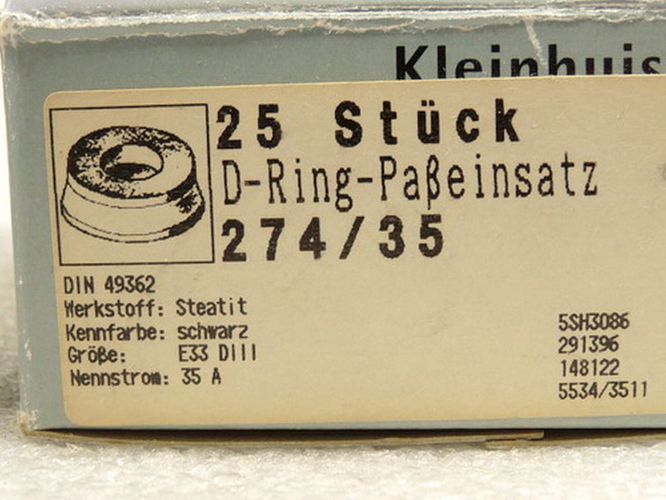 Kleinhuis
25 Stück
D-Ring-Paßeinsatz
274/35
DIN 49362
Werkstoff: Steatit
Kennfarbe: schwarz
Größe: E33 DIII
Nennstrom: 35 A
5SH3086
291396
148122
5534/3511